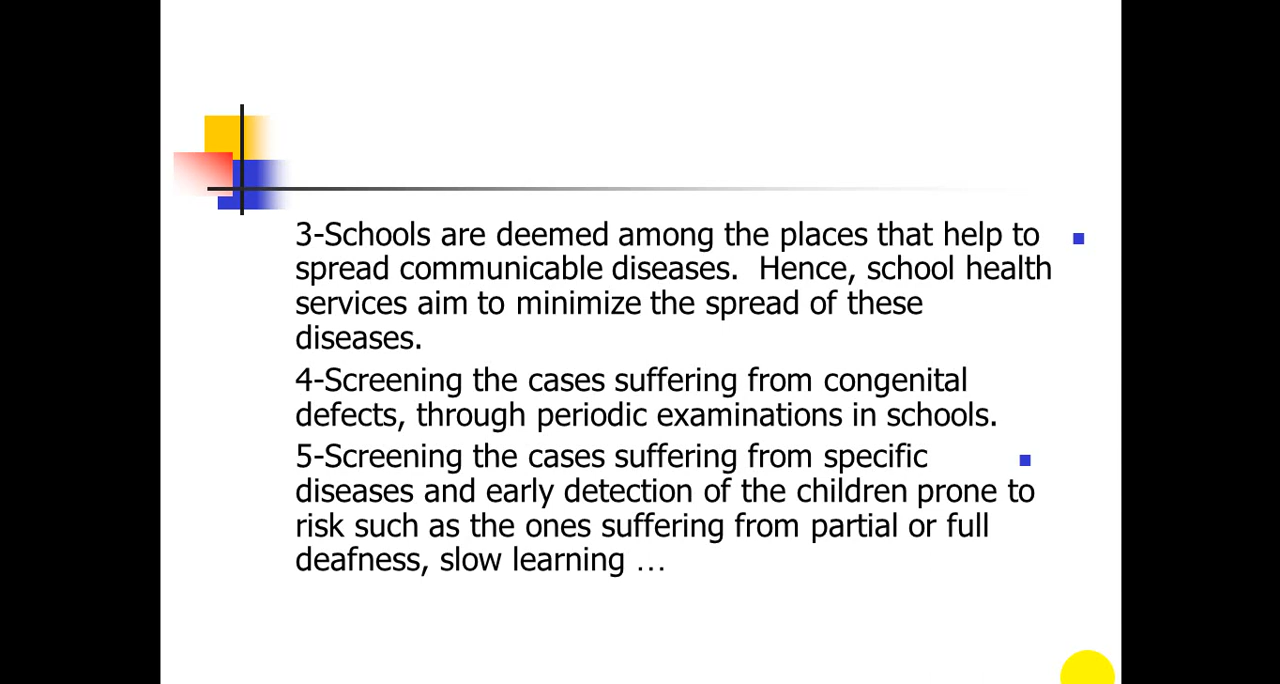 3-Schools are deemed among the places that help to
spread communicable diseases.  Hence, school health
services aim to minimize the spread of these
diseases.
4-Screening the cases suffering from congenital
defects, through periodic examinations in schools.
5-Screening the cases suffering from specific
diseases and early detection of the children prone to
risk such as the ones suffering from partial or full
deafness, slow learning …